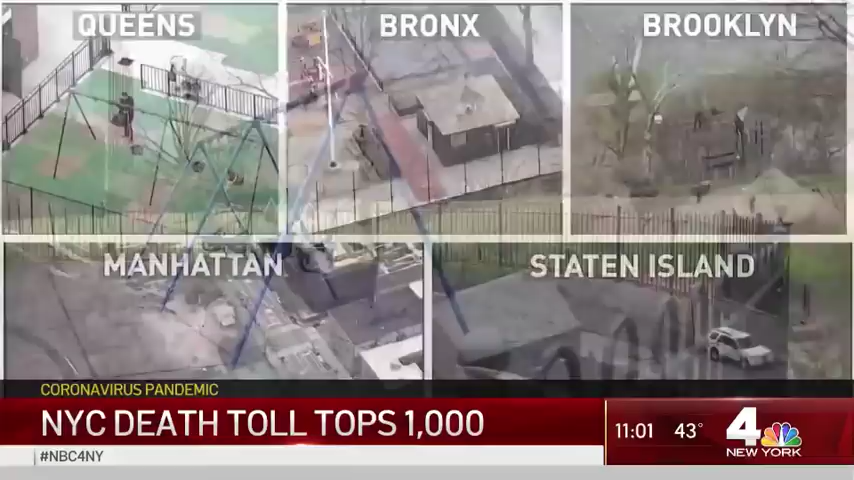 QUEENS
BRONX
BROOKLYN
MANHATTAN
STATEN ISLAND
CORONAVIRUS PANDEMIC
NYC DEATH TOLL TOPS 1,000
11:01 43°
4
NEW YORK
#NBC4NY